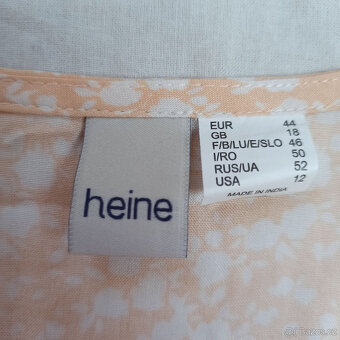 heine
EUR 44
GB 18
F/B/LU/E/SLO 46
I/RO 50
RUS/UA 52
USA 12
MADE IN INDIA